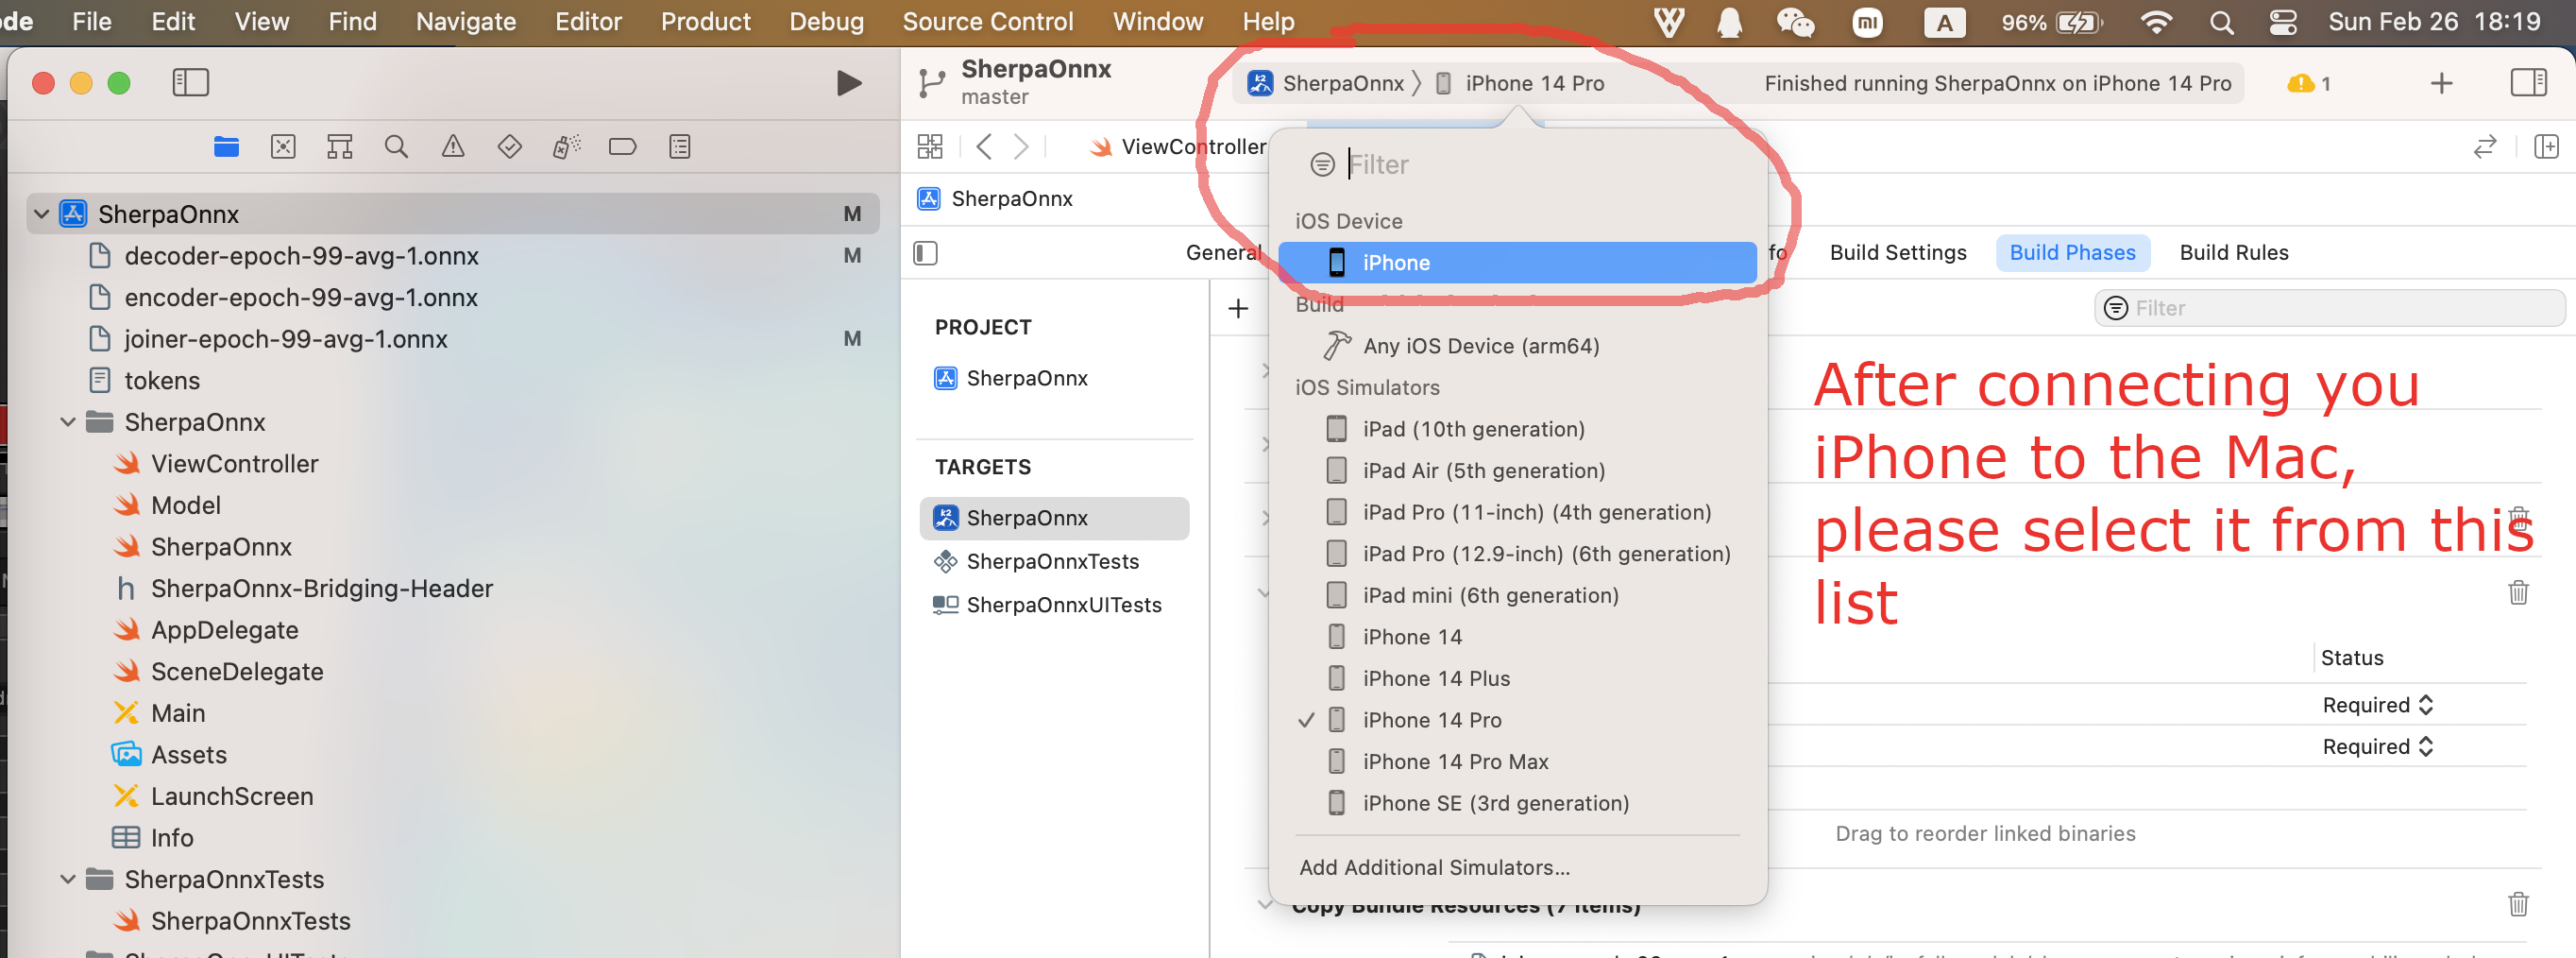 ode File Edit View Find Navigate Editor Product Debug Source Control Window Help mi A 96% Sun Feb 26 18:19
SherpaOnnx
master
SherpaOnnx iPhone 14 Pro Finished running SherpaOnnx on iPhone 14 Pro 1
ViewController
Filter
SherpaOnnx M
decoder-epoch-99-avg-1.onnx M
encoder-epoch-99-avg-1.onnx
joiner-epoch-99-avg-1.onnx M
tokens
SherpaOnnx
ViewController
Model
SherpaOnnx
h SherpaOnnx-Bridging-Header
AppDelegate
SceneDelegate
Main
Assets
LaunchScreen
Info
SherpaOnnxTests
SherpaOnnxTests
SherpaOnnx
General fo Build Settings Build Phases Build Rules
PROJECT
SherpaOnnx
TARGETS
k2 SherpaOnnx
SherpaOnnxTests
SherpaOnnxUITests
iOS Device
iPhone
Build
Any iOS Device (arm64)
iOS Simulators
iPad (10th generation)
iPad Air (5th generation)
iPad Pro (11-inch) (4th generation)
iPad Pro (12.9-inch) (6th generation)
iPad mini (6th generation)
iPhone 14
iPhone 14 Plus
iPhone 14 Pro
iPhone 14 Pro Max
iPhone SE (3rd generation)
Add Additional Simulators...
Filter
After connecting you
iPhone to the Mac,
please select it from this
list
Status
Required
Required
Drag to reorder linked binaries
Copy Bundle Resources (7 items)